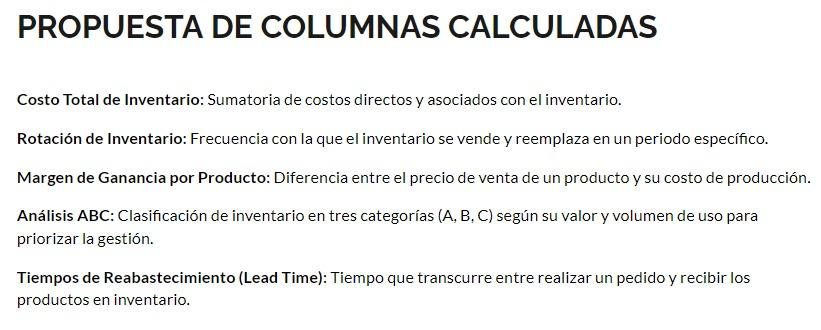 PROPUESTA DE COLUMNAS CALCULADAS
Costo Total de Inventario: Sumatoria de costos directos y asociados con el inventario.
Rotación de Inventario: Frecuencia con la que el inventario se vende y reemplaza en un periodo específico.
Margen de Ganancia por Producto: Diferencia entre el precio de venta de un producto y su costo de producción.
Análisis ABC: Clasificación de inventario en tres categorías (A, B, C) según su valor y volumen de uso para
priorizar la gestión.
Tiempos de Reabastecimiento (Lead Time): Tiempo que transcurre entre realizar un pedido y recibir los
productos en inventario.